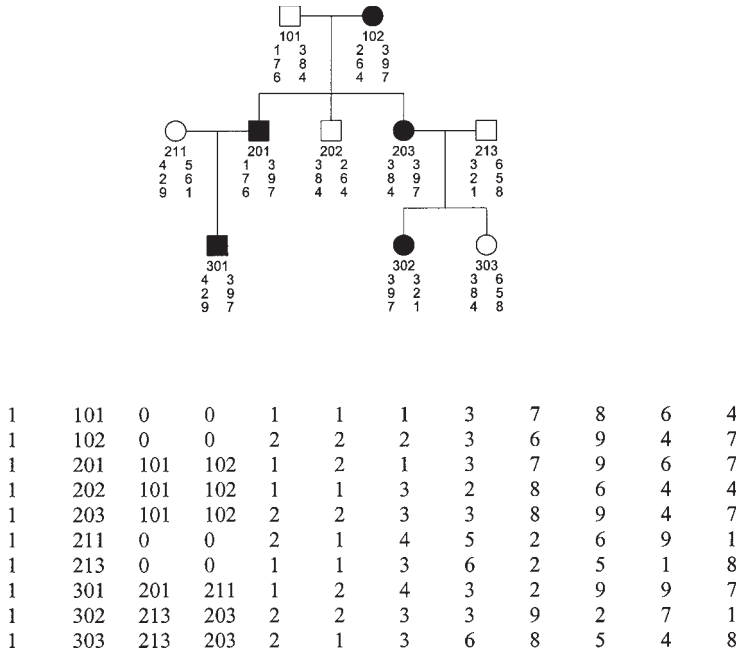 101 102
1 3 2 3
7 8 6 9
6 4 4 7
211 201 202 203 213
4 5 1 3 3 2 3 3 3 6
2 6 7 9 8 6 8 9 2 5
9 1 6 7 4 4 4 7 1 8
301 302 303
4 3 3 3 3 6
2 9 9 2 8 5
9 7 7 1 4 8
1 101 0 0 1 1 1 3 7 8 6 4
1 102 0 0 2 2 2 3 6 9 4 7
1 201 101 102 1 2 1 3 7 9 6 7
1 202 101 102 1 1 3 2 8 6 4 4
1 203 101 102 2 2 3 3 8 9 4 7
1 211 0 0 2 1 4 5 2 6 9 1
1 213 0 0 1 1 3 6 2 5 1 8
1 301 201 211 1 2 4 3 2 9 9 7
1 302 213 203 2 2 3 3 9 2 7 1
1 303 213 203 2 1 3 6 8 5 4 8